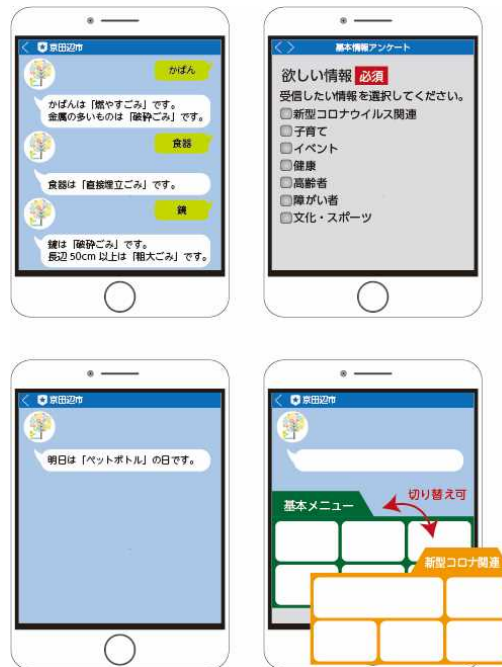 京田辺市
かばん
かばんは「燃やすごみ」です。
金属の多いものは「破砕ごみ」です。
食器
食器は「直接埋立ごみ」です。
鏡
鏡は「破砕ごみ」です。
長辺50cm以上は「粗大ごみ」です。
基本情報アンケート
欲しい情報 必須
受信したい情報を選択してください。
新型コロナウイルス関連
子育て
イベント
健康
高齢者
障がい者
文化・スポーツ
京田辺市
明日は「ペットボトル」の日です。
京田辺市
基本メニュー
切り替え可
新型コロナ関連